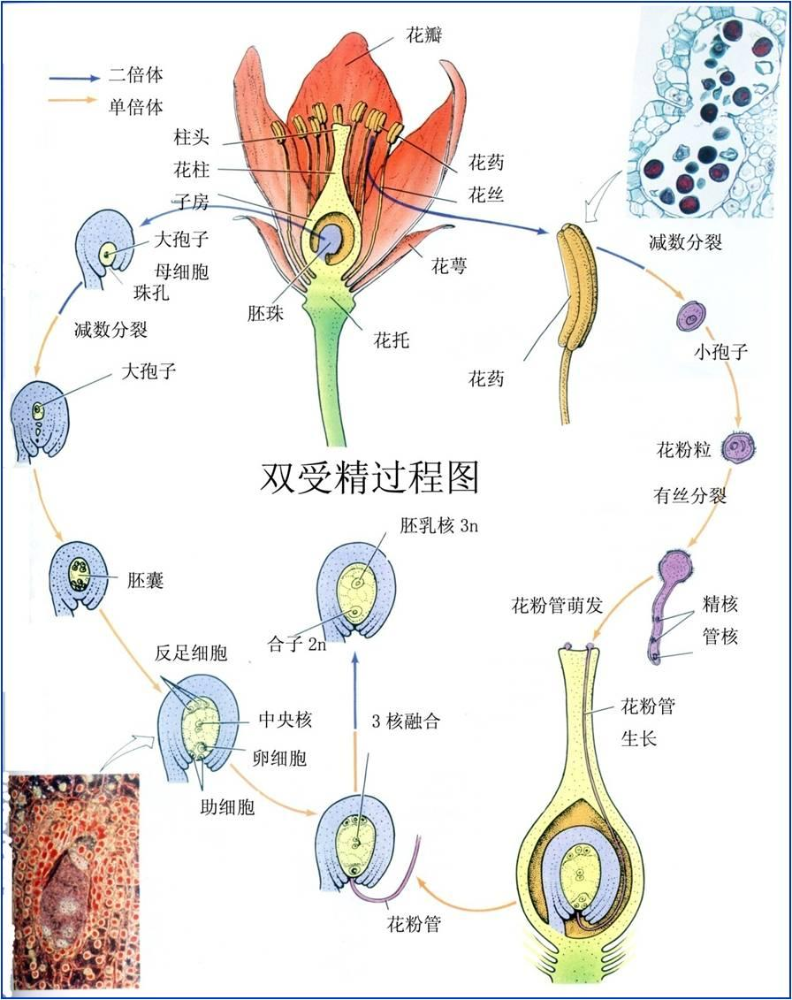 花瓣
二倍体
单倍体
柱头
花柱
子房
花药
花丝
大孢子
母细胞
珠孔
减数分裂
花萼
胚珠
花托
减数分裂
小孢子
大孢子
花药
花粉粒
双受精过程图
有丝分裂
胚乳核 3n
胚囊
合子 2n
花粉管萌发
精核
管核
反足细胞
中央核
3 核融合
卵细胞
助细胞
花粉管
生长
花粉管